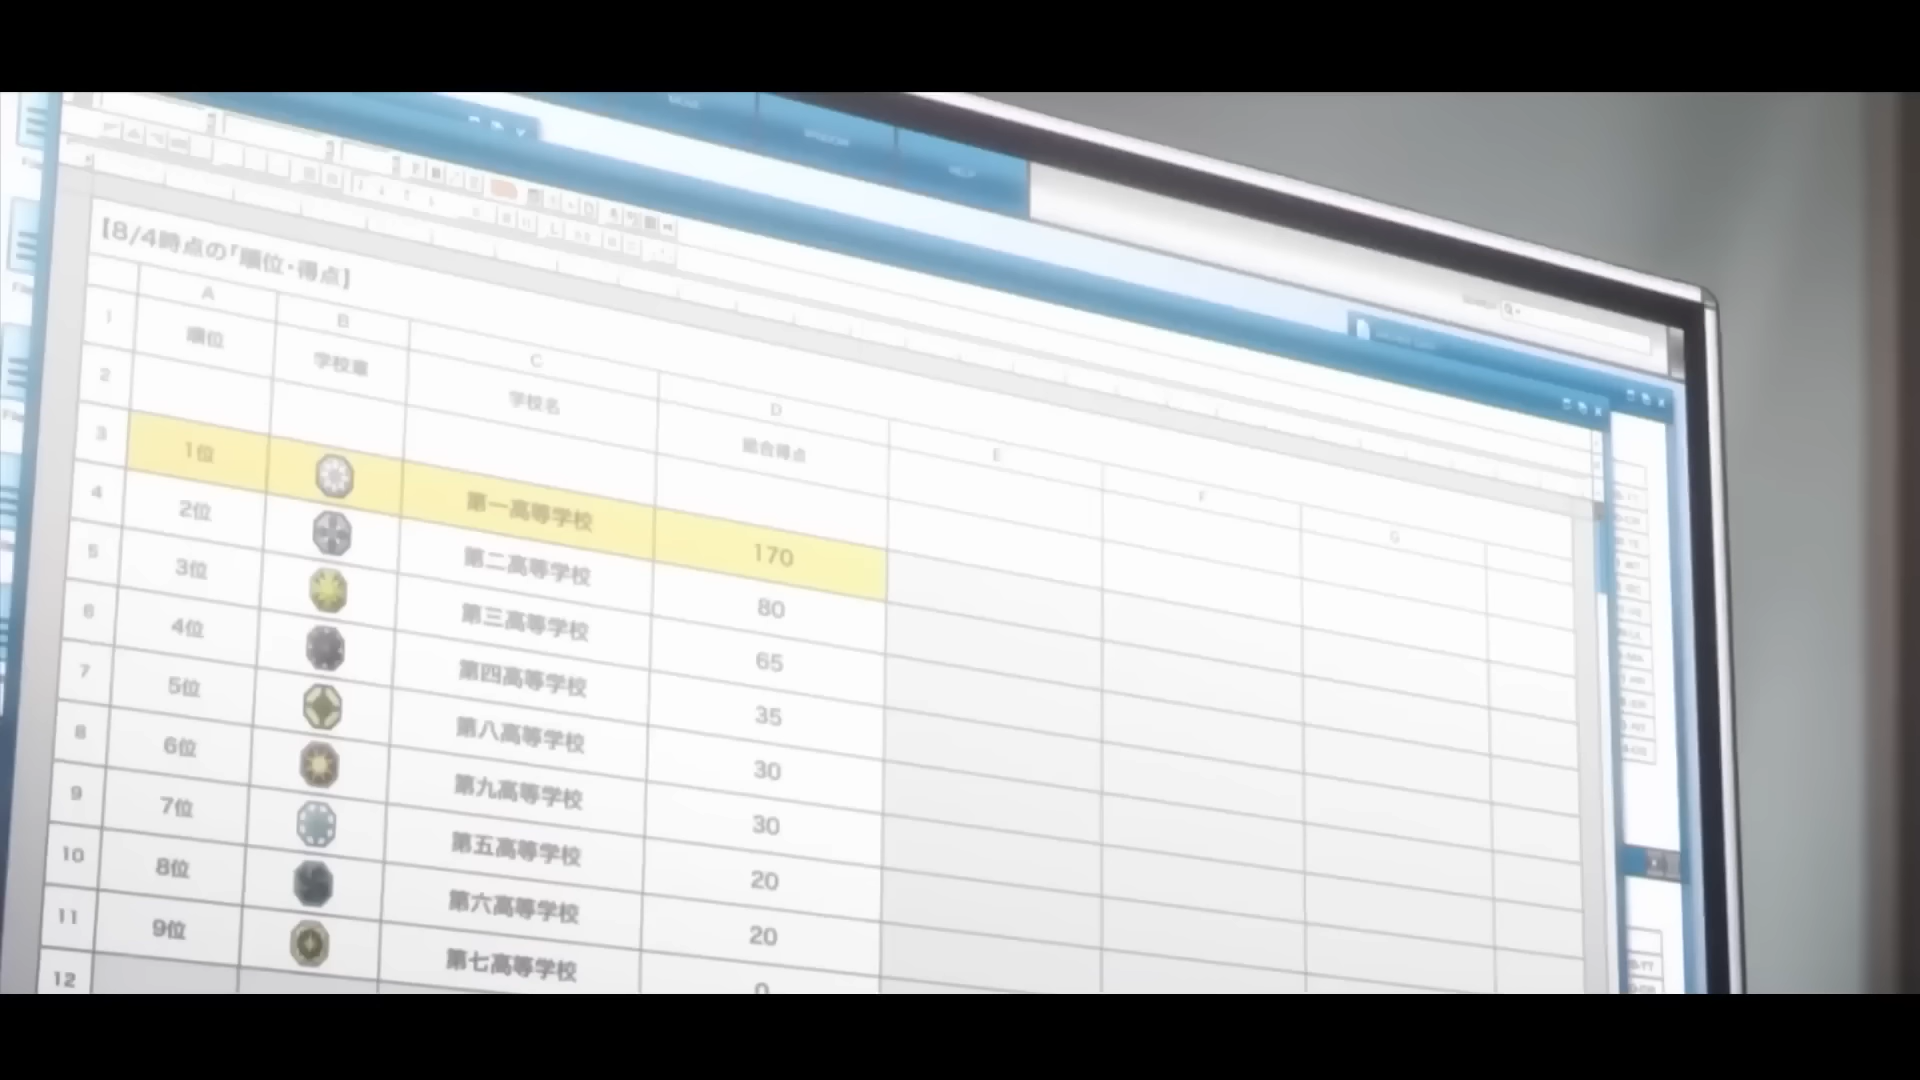 【8/4時点の「順位・得点】
A B C D E F G
1 順位 学校章 学校名 総合得点
2
3 1位 第一高等学校 170
4 2位 第二高等学校 80
5 3位 第三高等学校 65
6 4位 第四高等学校 35
7 5位 第八高等学校 30
8 6位 第九高等学校 30
9 7位 第五高等学校 20
10 8位 第六高等学校 20
11 9位 第七高等学校 0
12